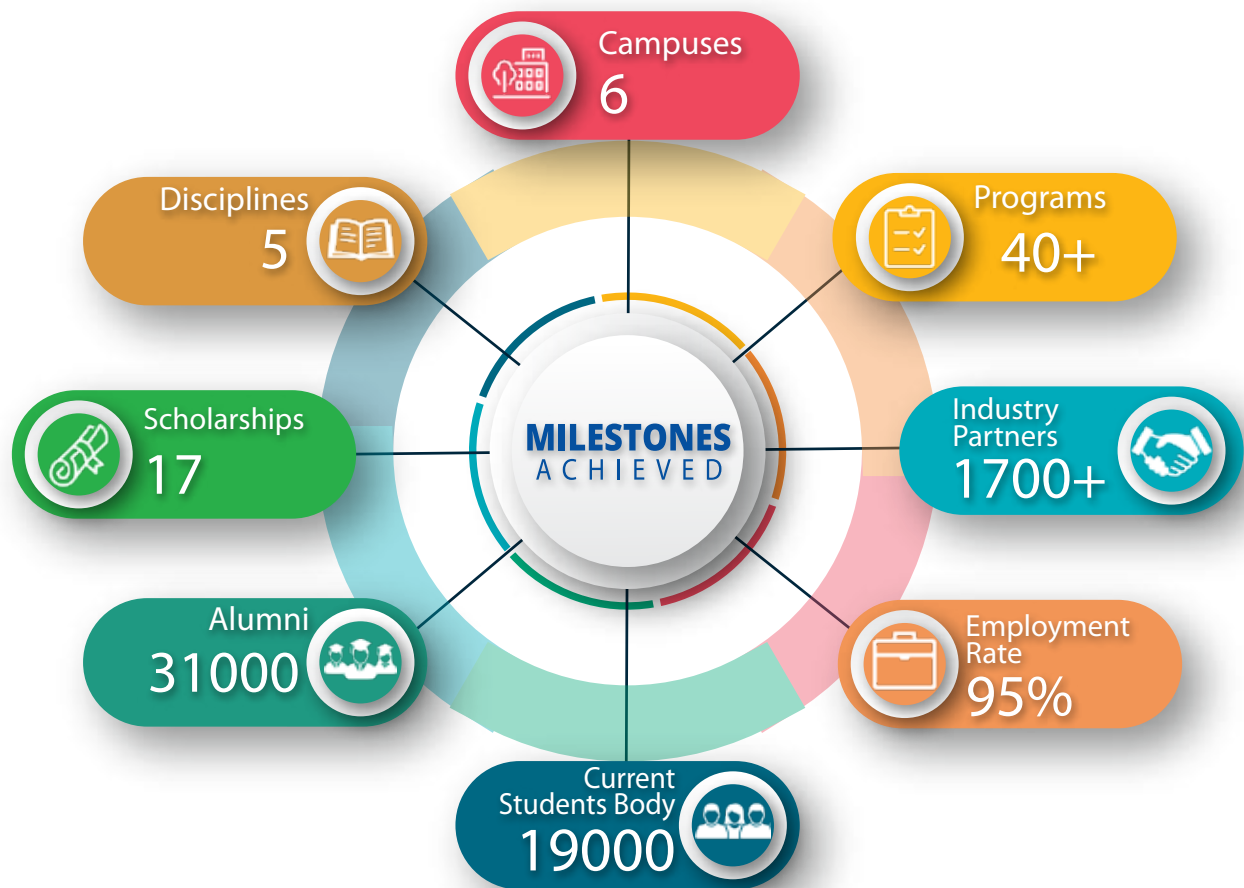 Campuses
6
Programs
40+
Industry
Partners
1700+
Employment
Rate
95%
Current
Students Body
19000
Alumni
31000
Scholarships
17
Disciplines
5
MILESTONES
ACHIEVED